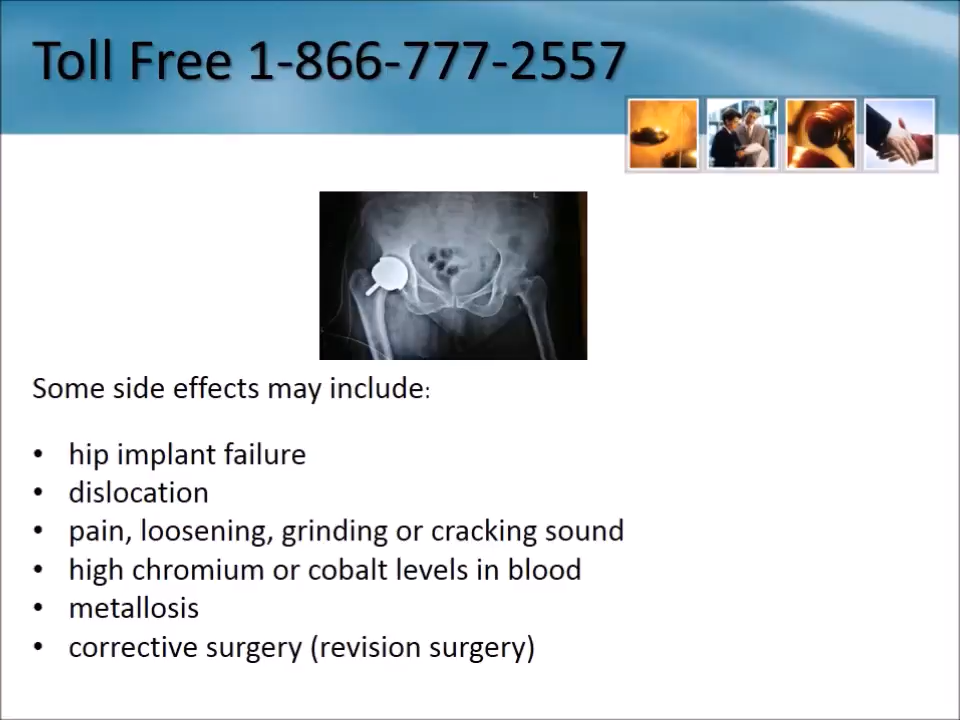 Toll Free 1-866-777-2557
Some side effects may include:
• hip implant failure
• dislocation
• pain, loosening, grinding or cracking sound
• high chromium or cobalt levels in blood
• metallosis
• corrective surgery (revision surgery)